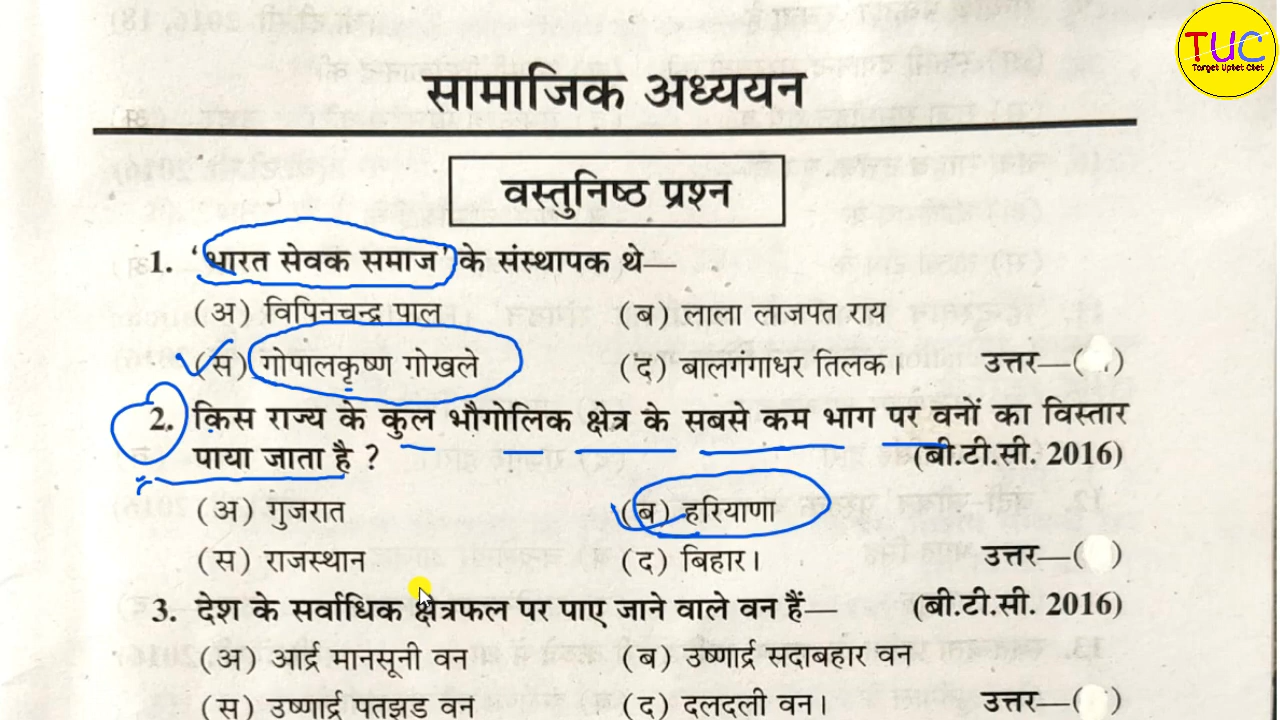 TUC
Target Uptet Ctet
सामाजिक अध्ययन
वस्तुनिष्ठ प्रश्न
1. 'भारत सेवक समाज' के संस्थापक थे—
(अ) विपिनचन्द्र पाल (ब) लाला लाजपत राय
(स) गोपालकृष्ण गोखले (द) बालगंगाधर तिलक। उत्तर—( )
2. किस राज्य के कुल भौगोलिक क्षेत्र के सबसे कम भाग पर वनों का विस्तार
पाया जाता है ? (बी.टी.सी. 2016)
(अ) गुजरात (ब) हरियाणा
(स) राजस्थान (द) बिहार। उत्तर—( )
3. देश के सर्वाधिक क्षेत्रफल पर पाए जाने वाले वन हैं— (बी.टी.सी. 2016)
(अ) आर्द्र मानसूनी वन (ब) उष्णार्द्र सदाबहार वन
(स) उष्णार्द्र पतझड़ वन (द) दलदली वन। उत्तर—( )